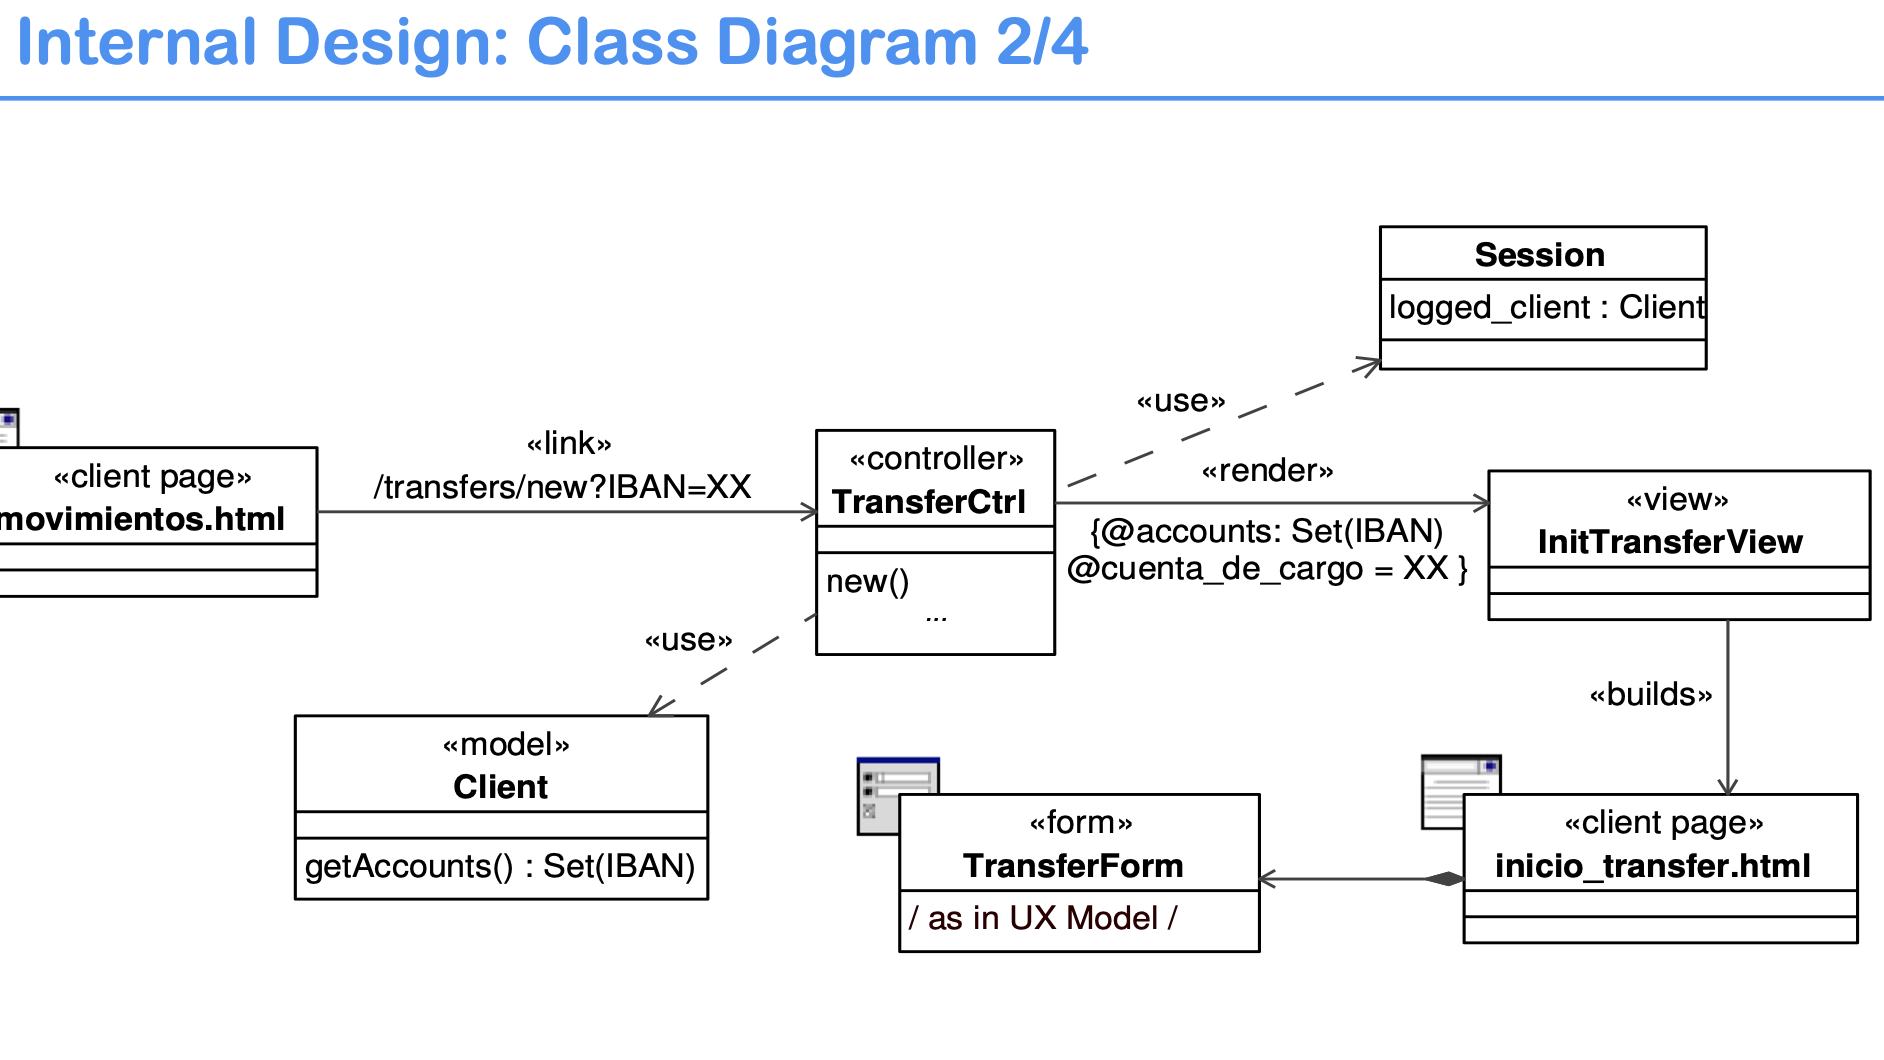 Internal Design: Class Diagram 2/4
Session
logged_client : Client
«use»
«link»
/transfers/new?IBAN=XX
«client page»
movimientos.html
«controller»
TransferCtrl
new()
...
«render»
{@accounts: Set(IBAN)
@cuenta_de_cargo = XX }
«view»
InitTransferView
«use»
«builds»
«model»
Client
getAccounts() : Set(IBAN)
«form»
TransferForm
/ as in UX Model /
«client page»
inicio_transfer.html